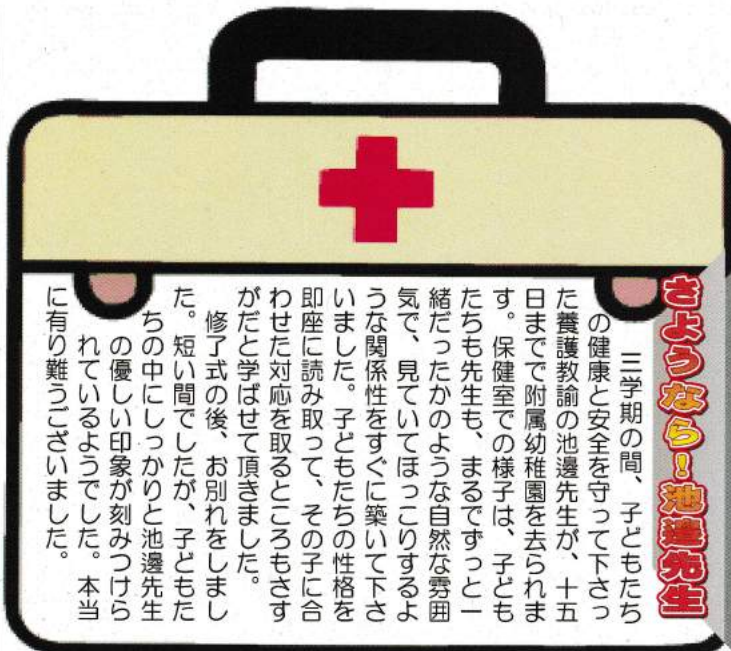 さようなら！池邉先生
三学期の間、子どもたち
の健康と安全を守って下さっ
た養護教諭の池邊先生が、十五
日までで附属幼稚園を去られま
す。保健室での様子は、子ども
たちも先生も、まるでずっと一
緒だったかのような自然な雰囲
気で、見ていてほっこりするよ
うな関係性をすぐに築いて下さ
いました。子どもたちの性格を
即座に読み取って、その子に合
わせた対応を取るところもさす
がだと学ばせて頂きました。
修了式の後、お別れをしまし
た。短い間でしたが、子どもた
ちの中にしっかりと池邊先生
の優しい印象が刻みつけら
れているようでした。本当
に有り難うございました。